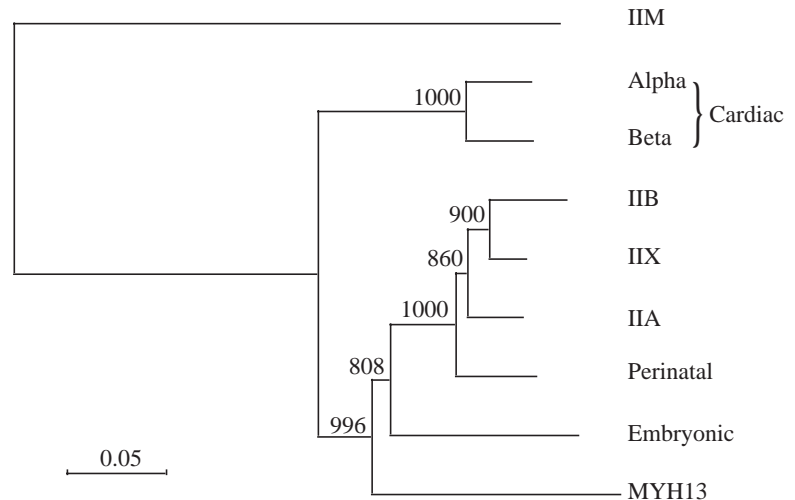 IIM
Alpha
1000
Cardiac
Beta
IIB
900
IIX
860
1000
IIA
808
Perinatal
996
Embryonic
0.05
MYH13